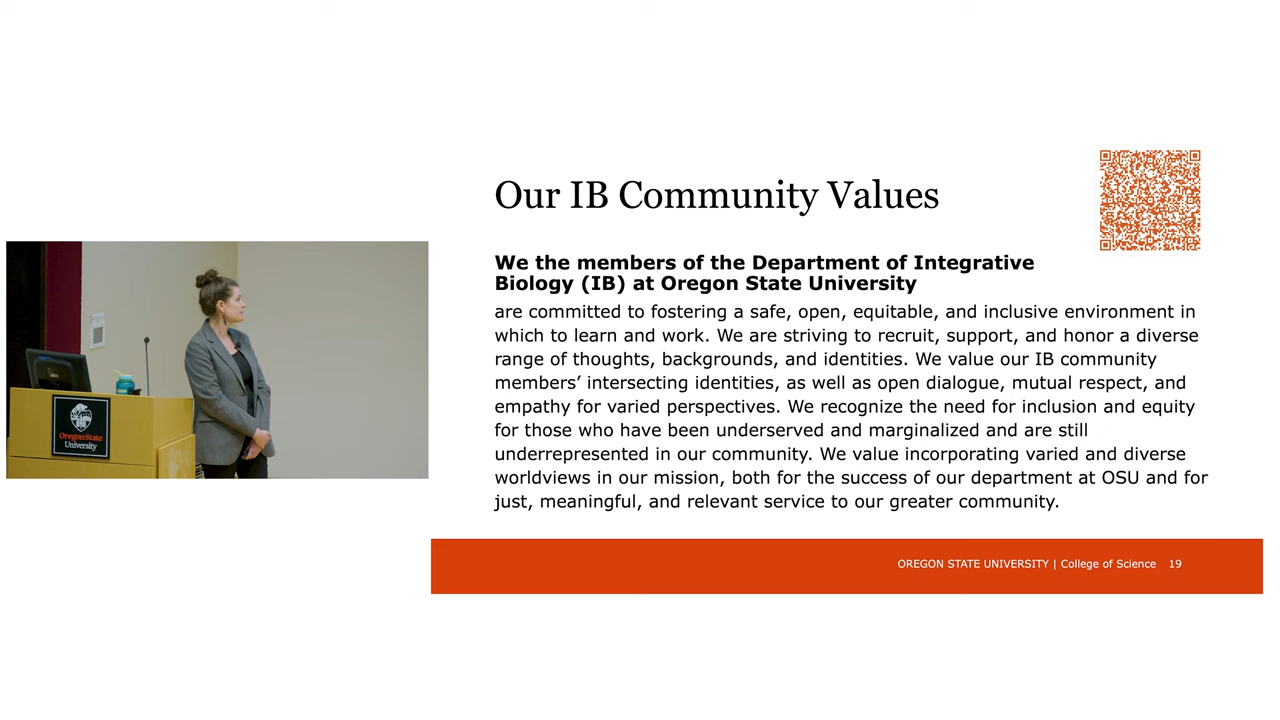 Our IB Community Values
We the members of the Department of Integrative
Biology (IB) at Oregon State University
are committed to fostering a safe, open, equitable, and inclusive environment in
which to learn and work. We are striving to recruit, support, and honor a diverse
range of thoughts, backgrounds, and identities. We value our IB community
members’ intersecting identities, as well as open dialogue, mutual respect, and
empathy for varied perspectives. We recognize the need for inclusion and equity
for those who have been underserved and marginalized and are still
underrepresented in our community. We value incorporating varied and diverse
worldviews in our mission, both for the success of our department at OSU and for
just, meaningful, and relevant service to our greater community.
OREGON STATE UNIVERSITY | College of Science 19
Oregon State
University